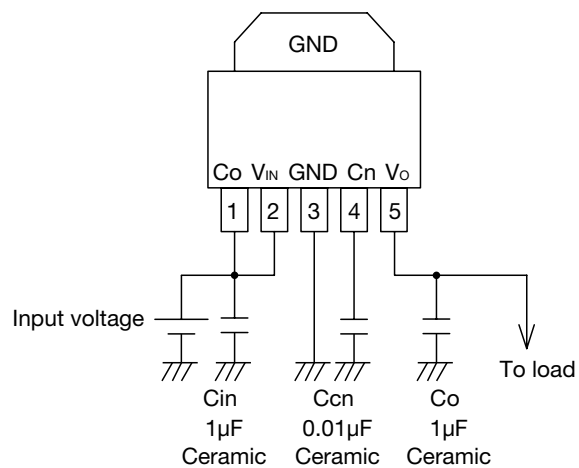 GND
Co VIN GND Cn Vo
1 2 3 4 5
Input voltage
To load
Cin Ccn Co
1µF 0.01µF 1µF
Ceramic Ceramic Ceramic